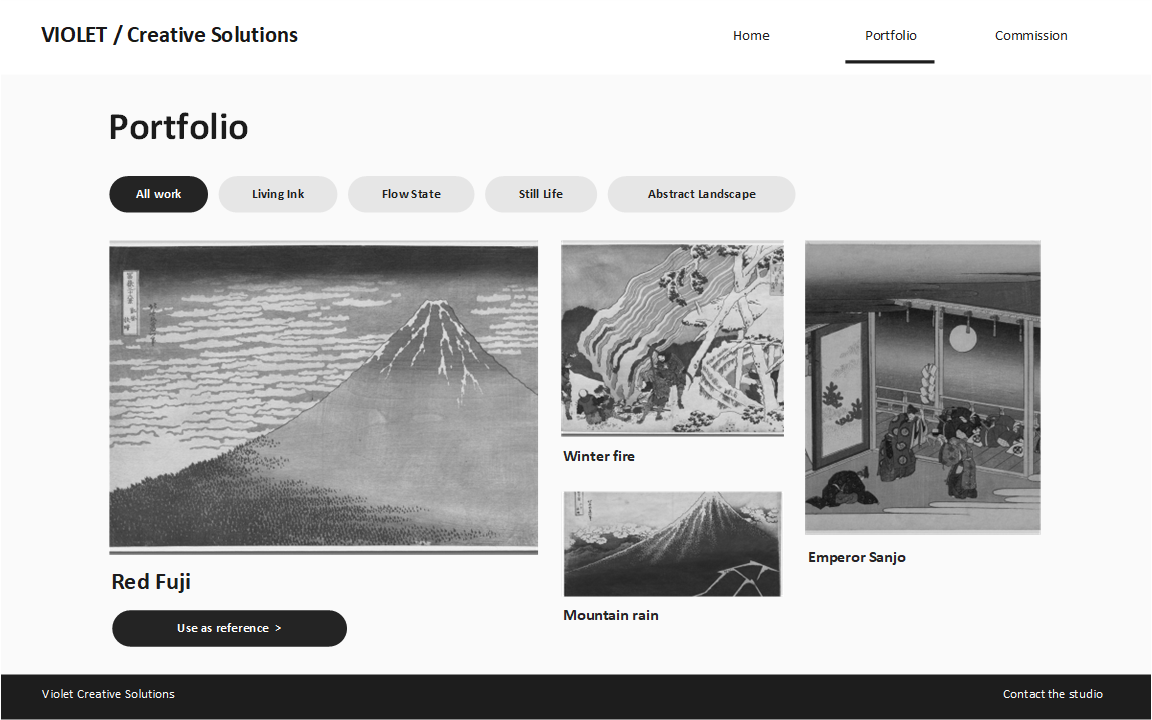 VIOLET / Creative Solutions
Home
Portfolio
Commission
Portfolio
All work
Living Ink
Flow State
Still Life
Abstract Landscape
Red Fuji
Use as reference >
Winter fire
Mountain rain
Emperor Sanjo
Violet Creative Solutions
Contact the studio